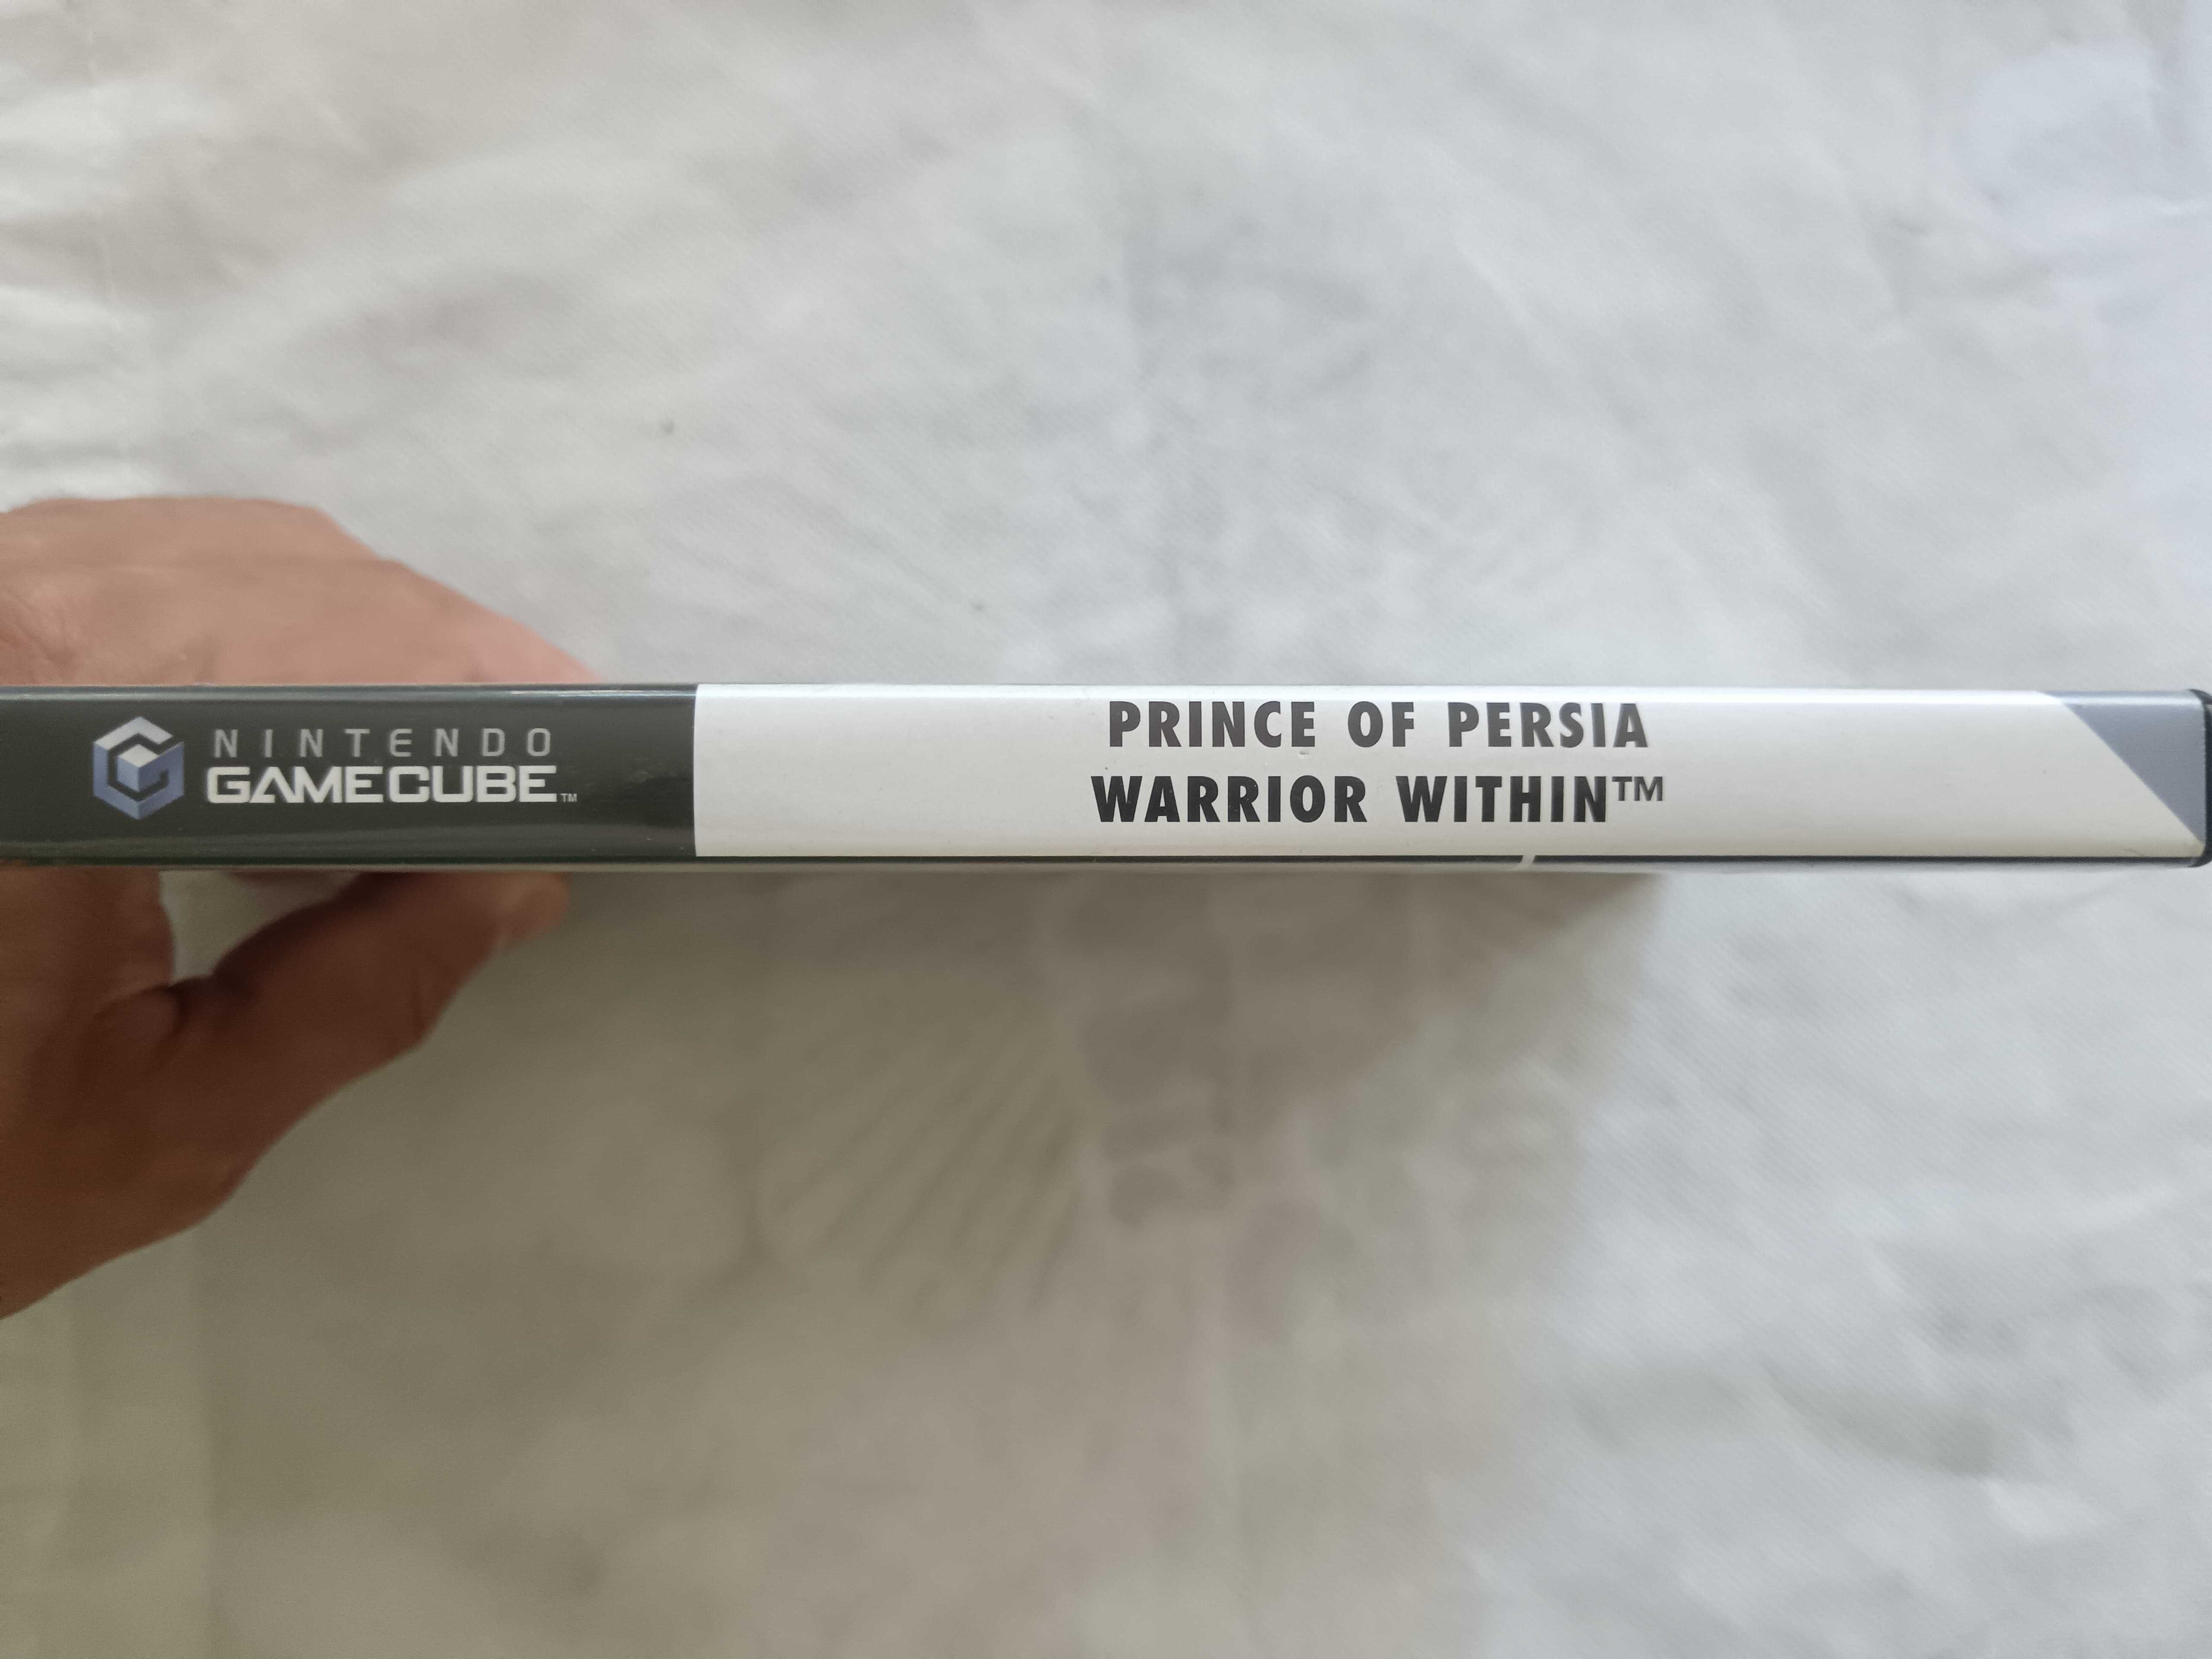 NINTENDO
GAMECUBE™
PRINCE OF PERSIA
WARRIOR WITHIN™